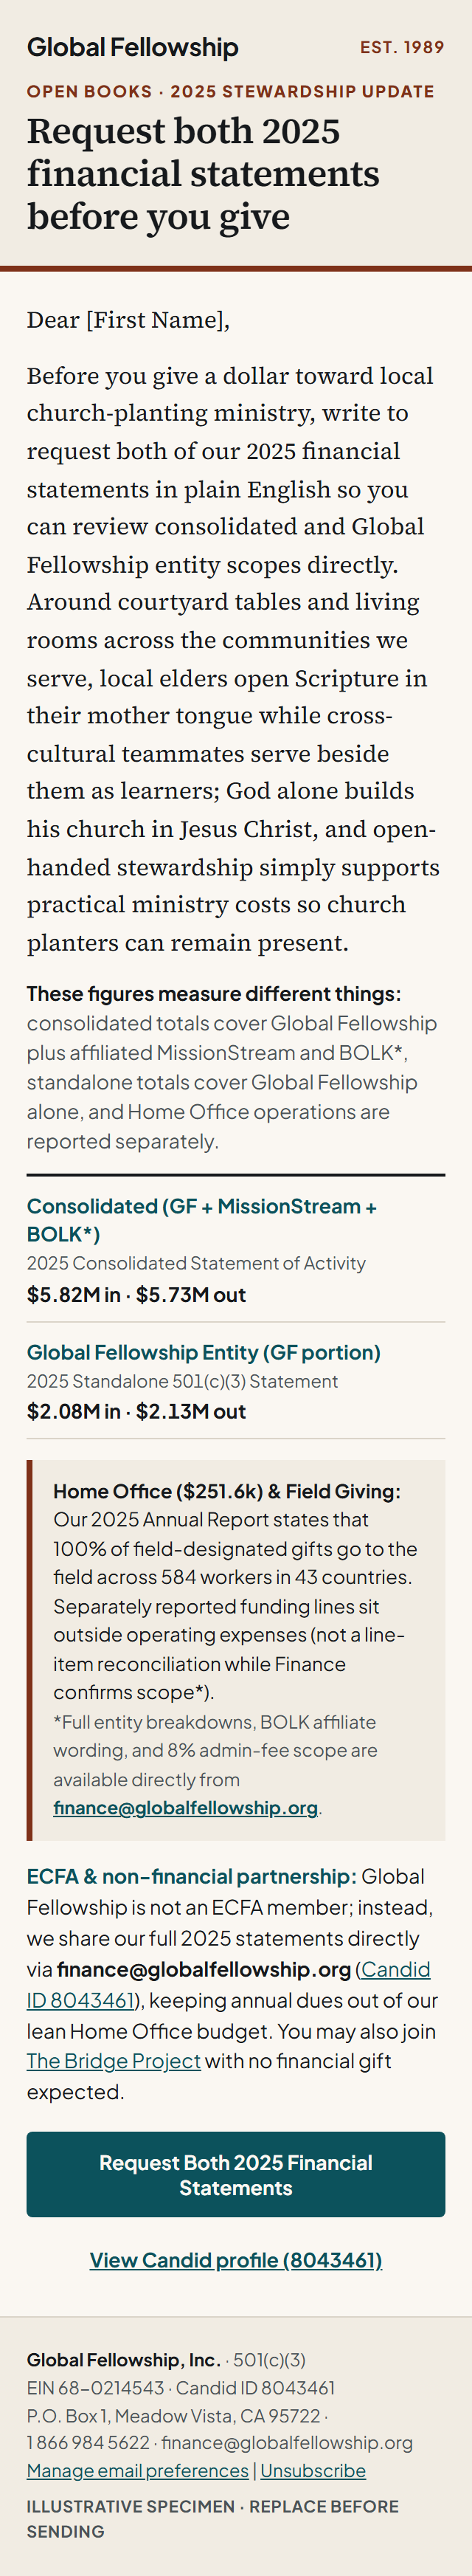 Global Fellowship
EST. 1989
OPEN BOOKS · 2025 STEWARDSHIP UPDATE
Request both 2025
financial statements
before you give
Dear [First Name],
Before you give a dollar toward local
church-planting ministry, write to
request both of our 2025 financial
statements in plain English so you
can review consolidated and Global
Fellowship entity scopes directly.
Around courtyard tables and living
rooms across the communities we
serve, local elders open Scripture in
their mother tongue while cross-
cultural teammates serve beside
them as learners; God alone builds
his church in Jesus Christ, and open-
handed stewardship simply supports
practical ministry costs so church
planters can remain present.
These figures measure different things:
consolidated totals cover Global Fellowship
plus affiliated MissionStream and BOLK*,
standalone totals cover Global Fellowship
alone, and Home Office operations are
reported separately.
Consolidated (GF + MissionStream +
BOLK*)
2025 Consolidated Statement of Activity
$5.82M in · $5.73M out
Global Fellowship Entity (GF portion)
2025 Standalone 501(c)(3) Statement
$2.08M in · $2.13M out
Home Office ($251.6k) & Field Giving:
Our 2025 Annual Report states that
100% of field-designated gifts go to the
field across 584 workers in 43 countries.
Separately reported funding lines sit
outside operating expenses (not a line-
item reconciliation while Finance
confirms scope*).
*Full entity breakdowns, BOLK affiliate
wording, and 8% admin-fee scope are
available directly from
finance@globalfellowship.org.
ECFA & non-financial partnership: Global
Fellowship is not an ECFA member; instead,
we share our full 2025 statements directly
via finance@globalfellowship.org (Candid
ID 8043461), keeping annual dues out of our
lean Home Office budget. You may also join
The Bridge Project with no financial gift
expected.
Request Both 2025 Financial
Statements
View Candid profile (8043461)
Global Fellowship, Inc. · 501(c)(3)
EIN 68-0214543 · Candid ID 8043461
P.O. Box 1, Meadow Vista, CA 95722 ·
1 866 984 5622 · finance@globalfellowship.org
Manage email preferences | Unsubscribe
ILLUSTRATIVE SPECIMEN · REPLACE BEFORE
SENDING